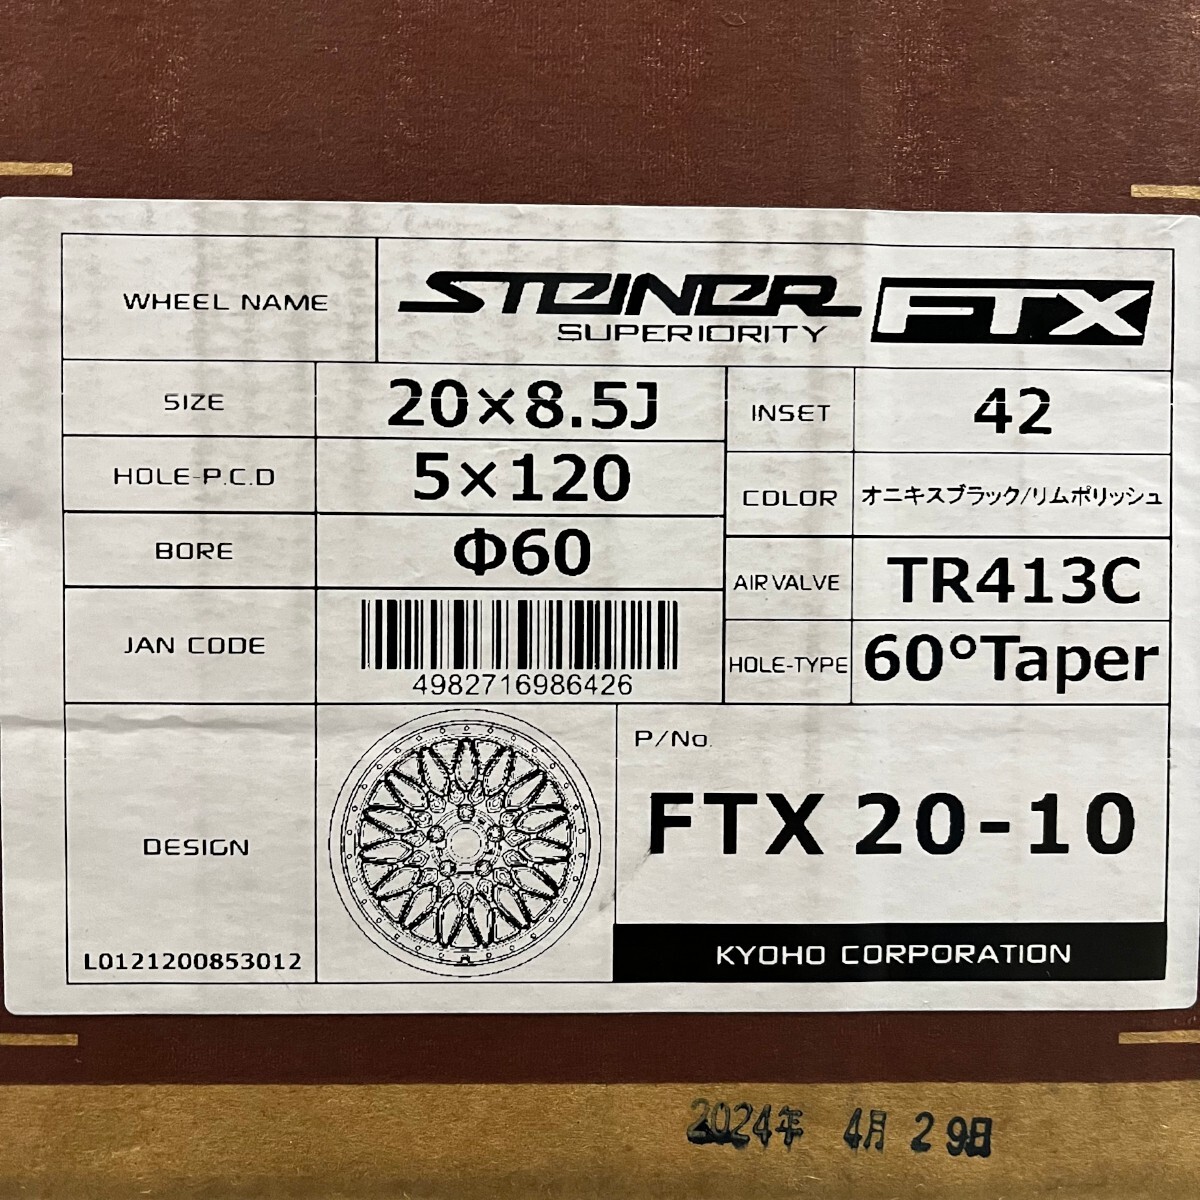 WHEEL NAME
STEINER FTX
SUPERIORITY
SIZE 20×8.5J INSET 42
HOLE-P.C.D 5×120 COLOR オニキスブラック/リムポリッシュ
BORE Φ60 AIR VALVE TR413C
JAN CODE 4982716986426 HOLE-TYPE 60°Taper
P/No.
FTX 20-10
DESIGN
KYOHO CORPORATION
L0121200853012
2024年 4月 29日